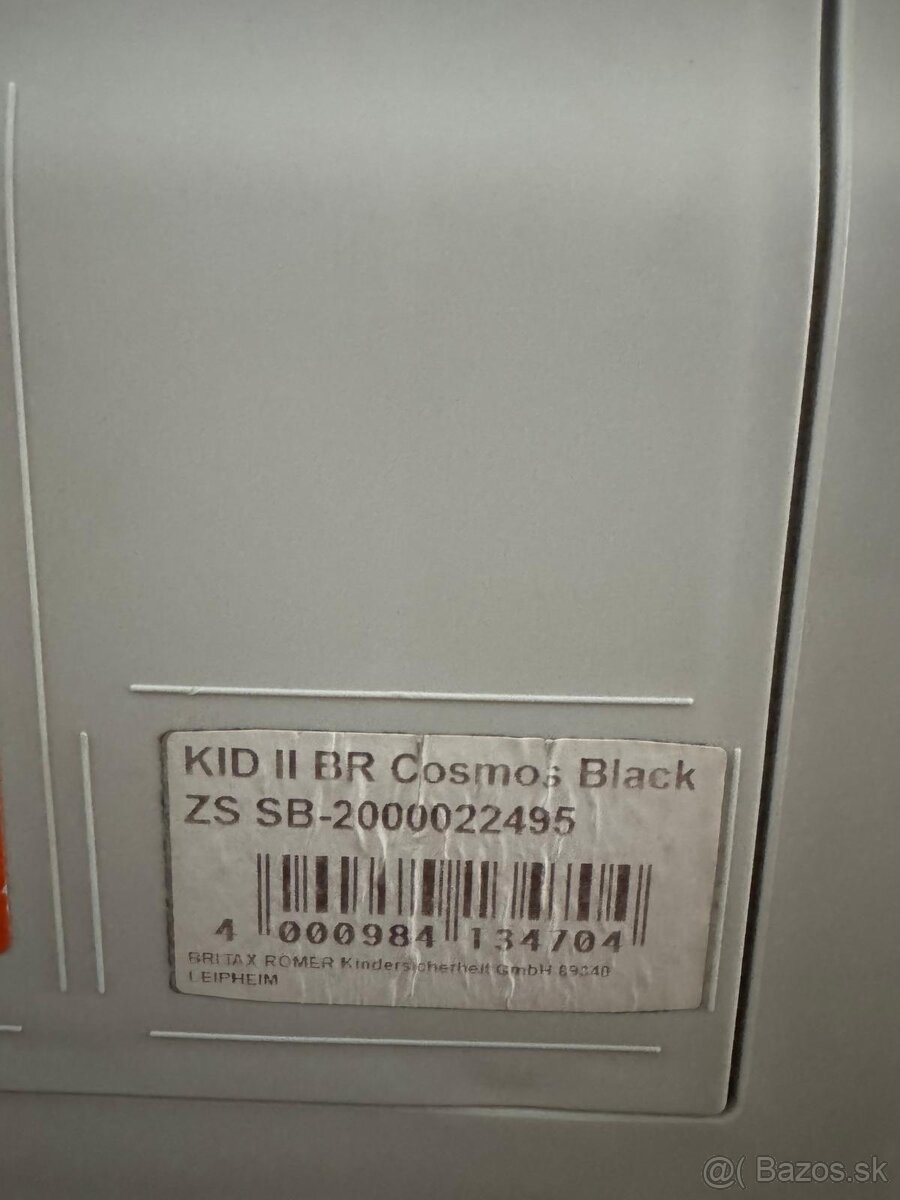 KID II BR Cosmos Black
ZS SB-2000022495
4 000984 134704
BRITAX RÖMER Kindersicherheit GmbH 89340
LEIPHEIM
@( Bazos.sk